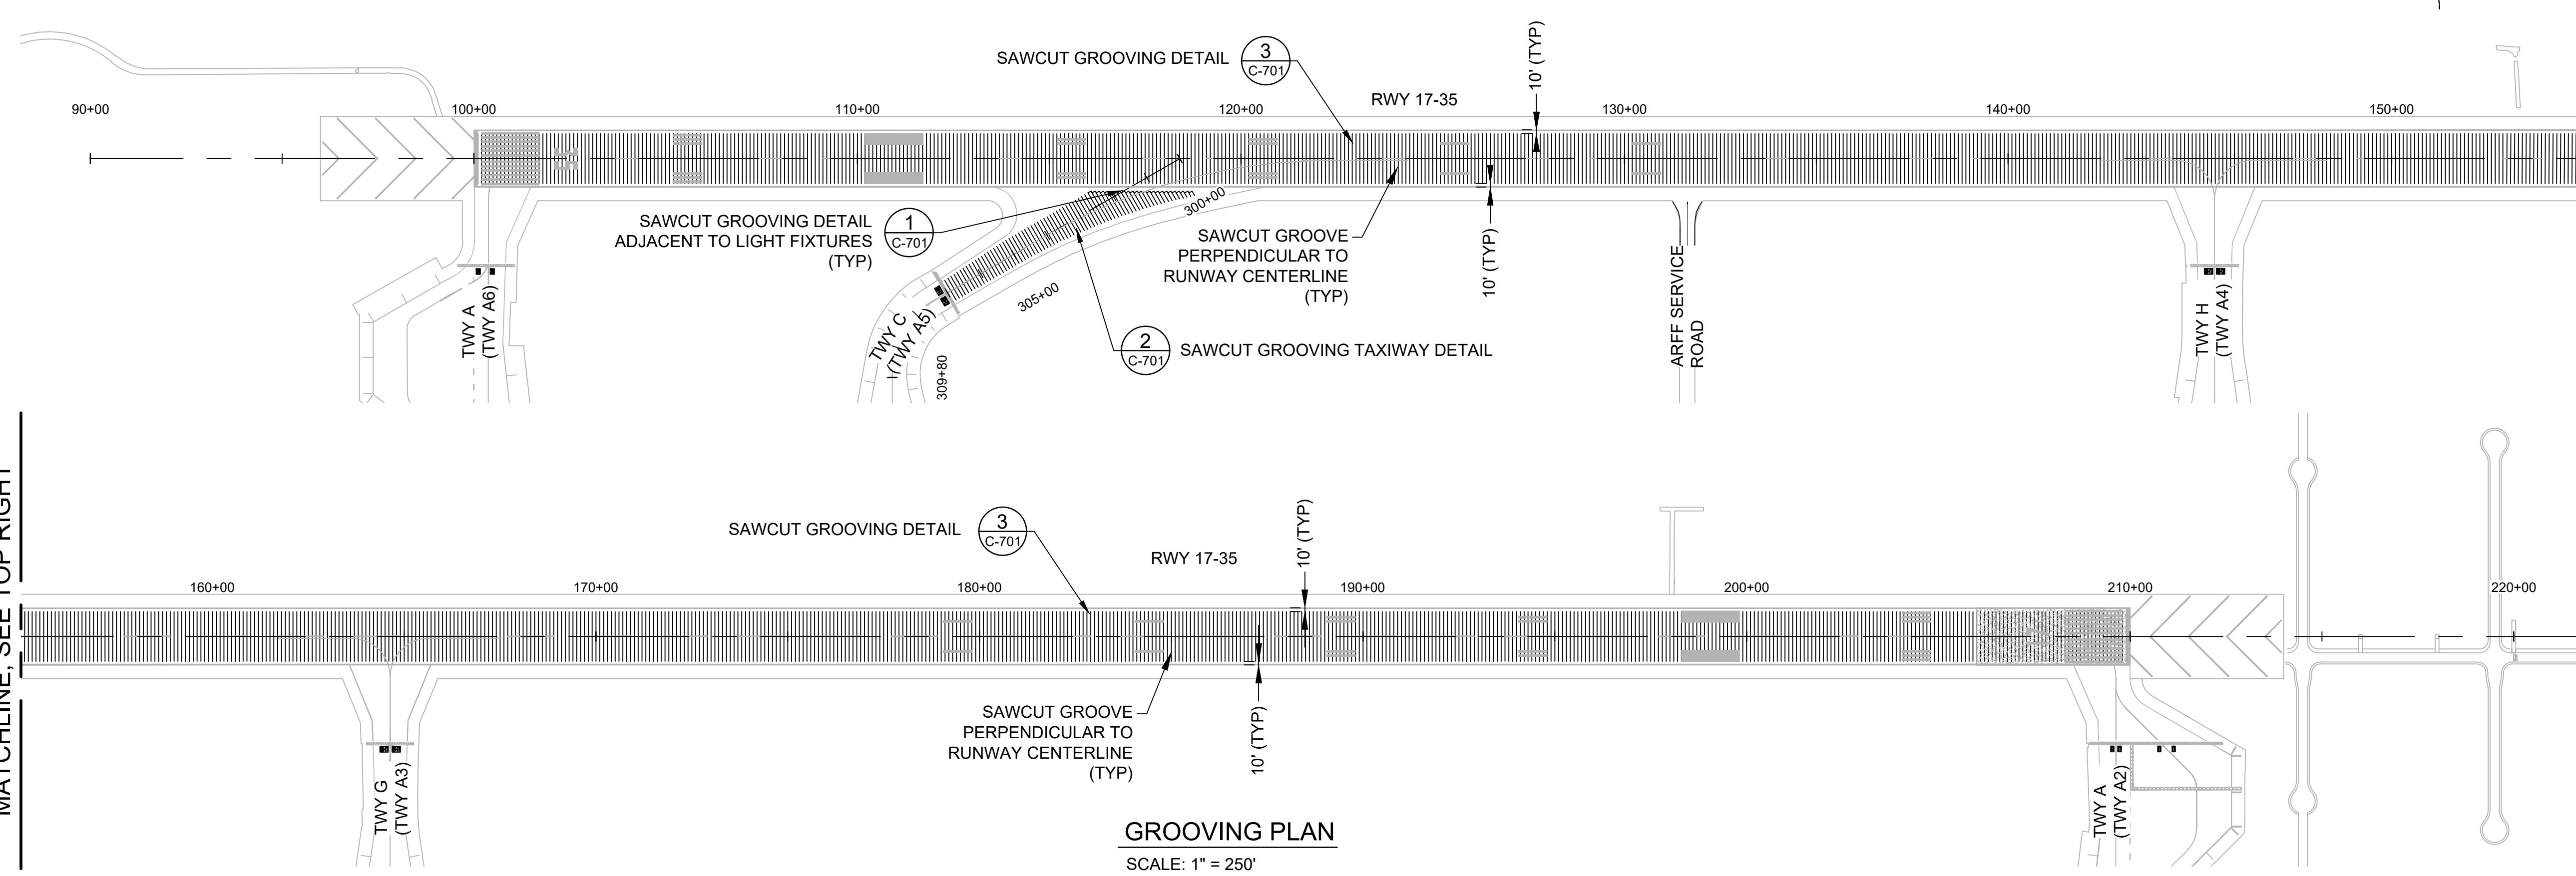 SAWCUT GROOVING DETAIL
3
C-701
10' (TYP)
RWY 17-35
90+00
100+00
110+00
120+00
130+00
140+00
150+00
SAWCUT GROOVING DETAIL
ADJACENT TO LIGHT FIXTURES
(TYP)
1
C-701
300+00
SAWCUT GROOVE
PERPENDICULAR TO
RUNWAY CENTERLINE
(TYP)
10' (TYP)
305+00
TWY A
(TWY A6)
TWY C
(TWY A5)
309+80
2
C-701
SAWCUT GROOVING TAXIWAY DETAIL
ARFF SERVICE
ROAD
TWY H
(TWY A4)
MATCHLINE, SEE TOP RIGHT
SAWCUT GROOVING DETAIL
3
C-701
10' (TYP)
RWY 17-35
160+00
170+00
180+00
190+00
200+00
210+00
220+00
SAWCUT GROOVE
PERPENDICULAR TO
RUNWAY CENTERLINE
(TYP)
10' (TYP)
TWY G
(TWY A3)
TWY A
(TWY A2)
GROOVING PLAN
SCALE: 1" = 250'